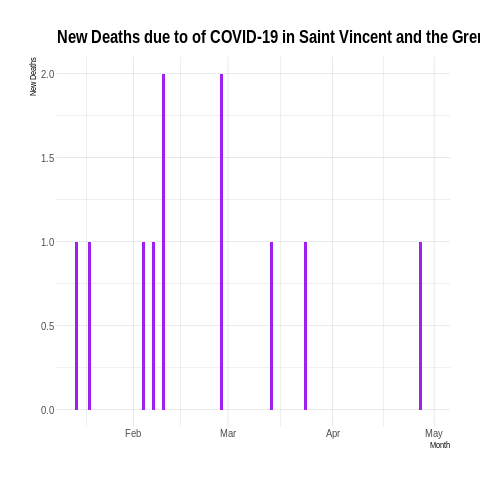 New Deaths due to of COVID-19 in Saint Vincent and the Gre
New Deaths
2.0
1.5
1.0
0.5
0.0
Feb Mar Apr May
Month